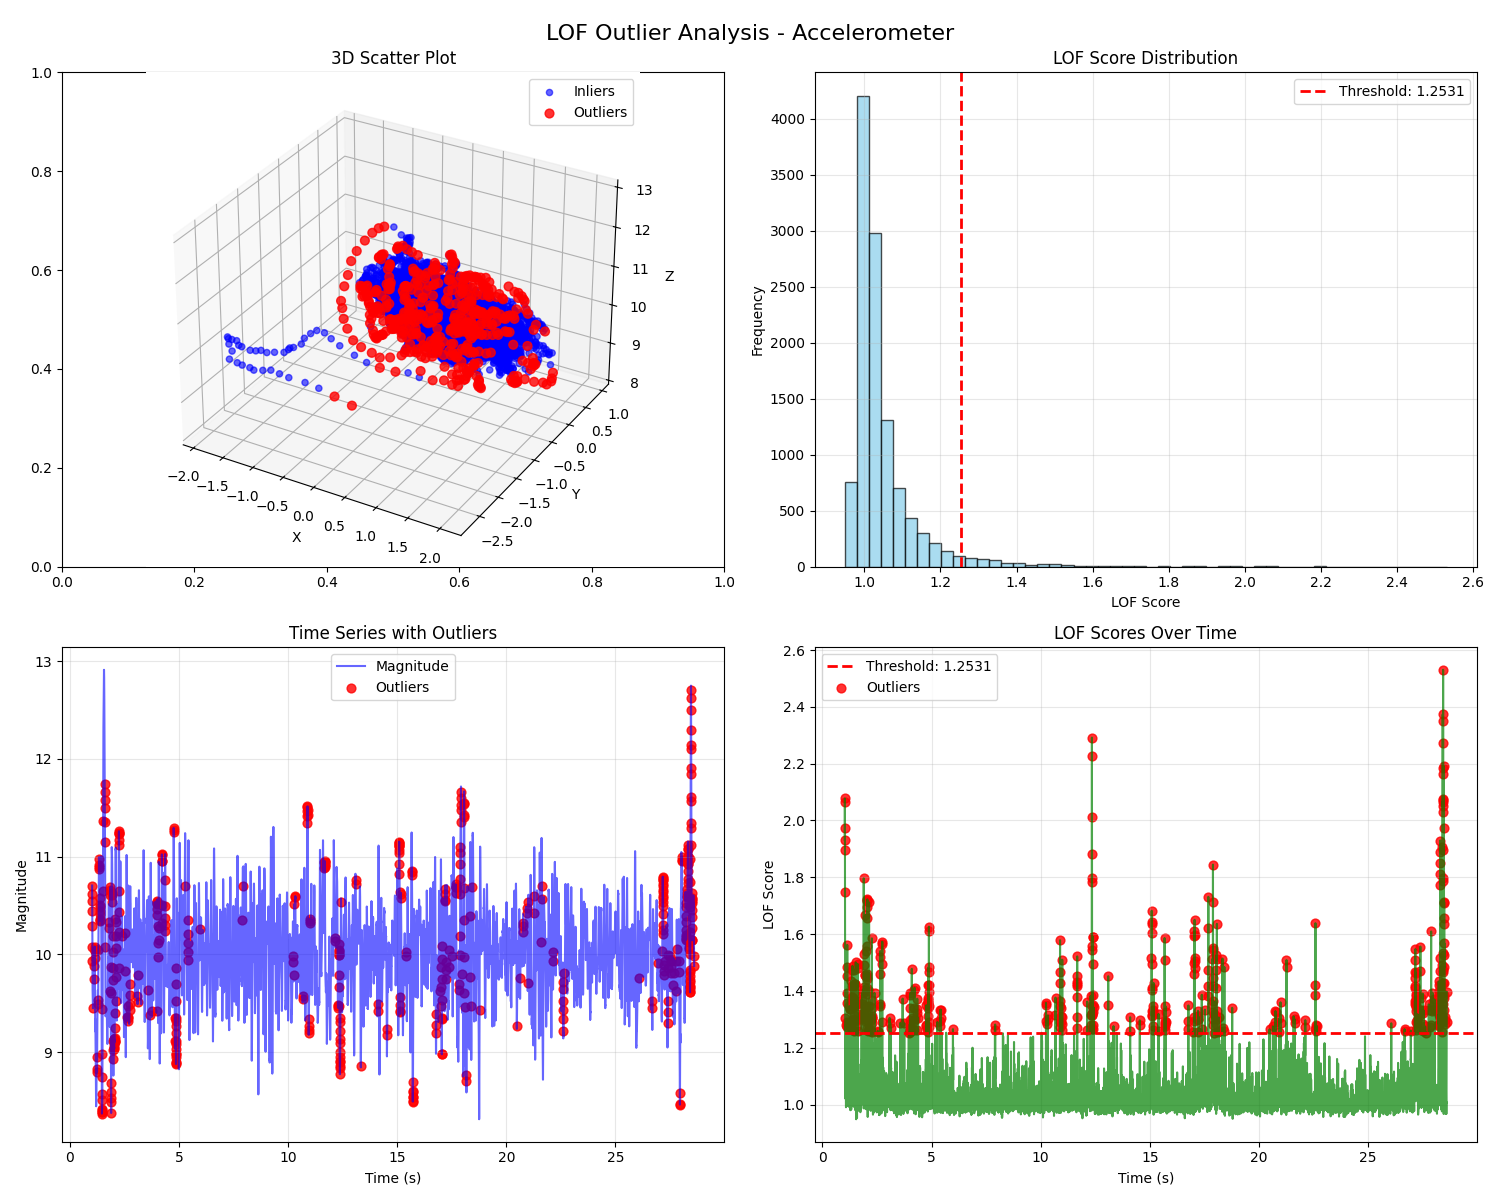 LOF Outlier Analysis - Accelerometer
3D Scatter Plot
Inliers
Outliers
1.0
0.8
0.6
0.4
0.2
0.0
0.0 0.2 0.4 0.6 0.8 1.0
13
12
11
10
9
8
Z
1.0
0.5
0.0
−0.5
−1.0
−1.5
−2.0
−2.5
Y
−2.0
−1.5
−1.0
−0.5
0.0
0.5
1.0
1.5
2.0
X
LOF Score Distribution
Threshold: 1.2531
Frequency
4000
3500
3000
2500
2000
1500
1000
500
0
1.0 1.2 1.4 1.6 1.8 2.0 2.2 2.4 2.6
LOF Score
Time Series with Outliers
Magnitude
Outliers
Magnitude
13
12
11
10
9
0 5 10 15 20 25
Time (s)
LOF Scores Over Time
Threshold: 1.2531
Outliers
LOF Score
2.6
2.4
2.2
2.0
1.8
1.6
1.4
1.2
1.0
0 5 10 15 20 25
Time (s)